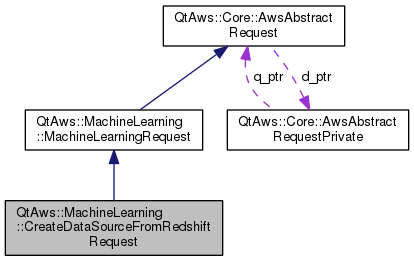 QtAws::Core::AwsAbstract
Request
q_ptr
d_ptr
QtAws::MachineLearning
::MachineLearningRequest
QtAws::Core::AwsAbstract
RequestPrivate
QtAws::MachineLearning
::CreateDataSourceFromRedshift
Request